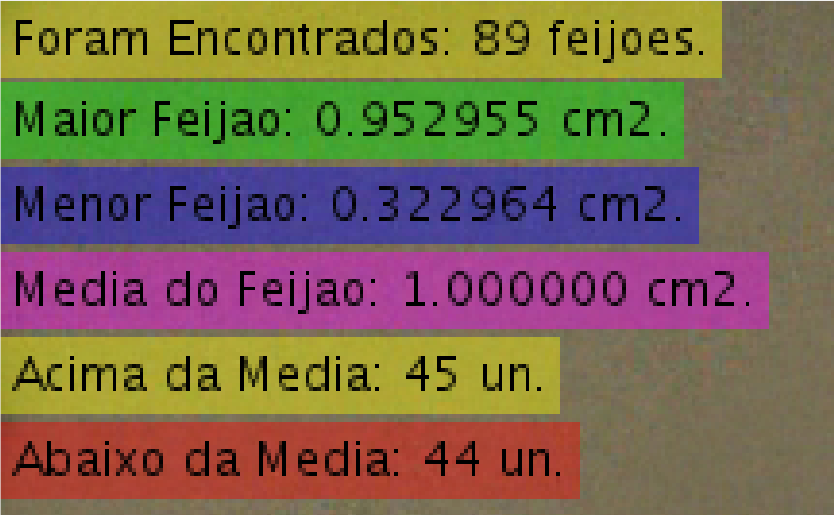 Foram Encontrados: 89 feijoes.
Maior Feijao: 0.952955 cm2.
Menor Feijao: 0.322964 cm2.
Media do Feijao: 1.000000 cm2.
Acima da Media: 45 un.
Abaixo da Media: 44 un.